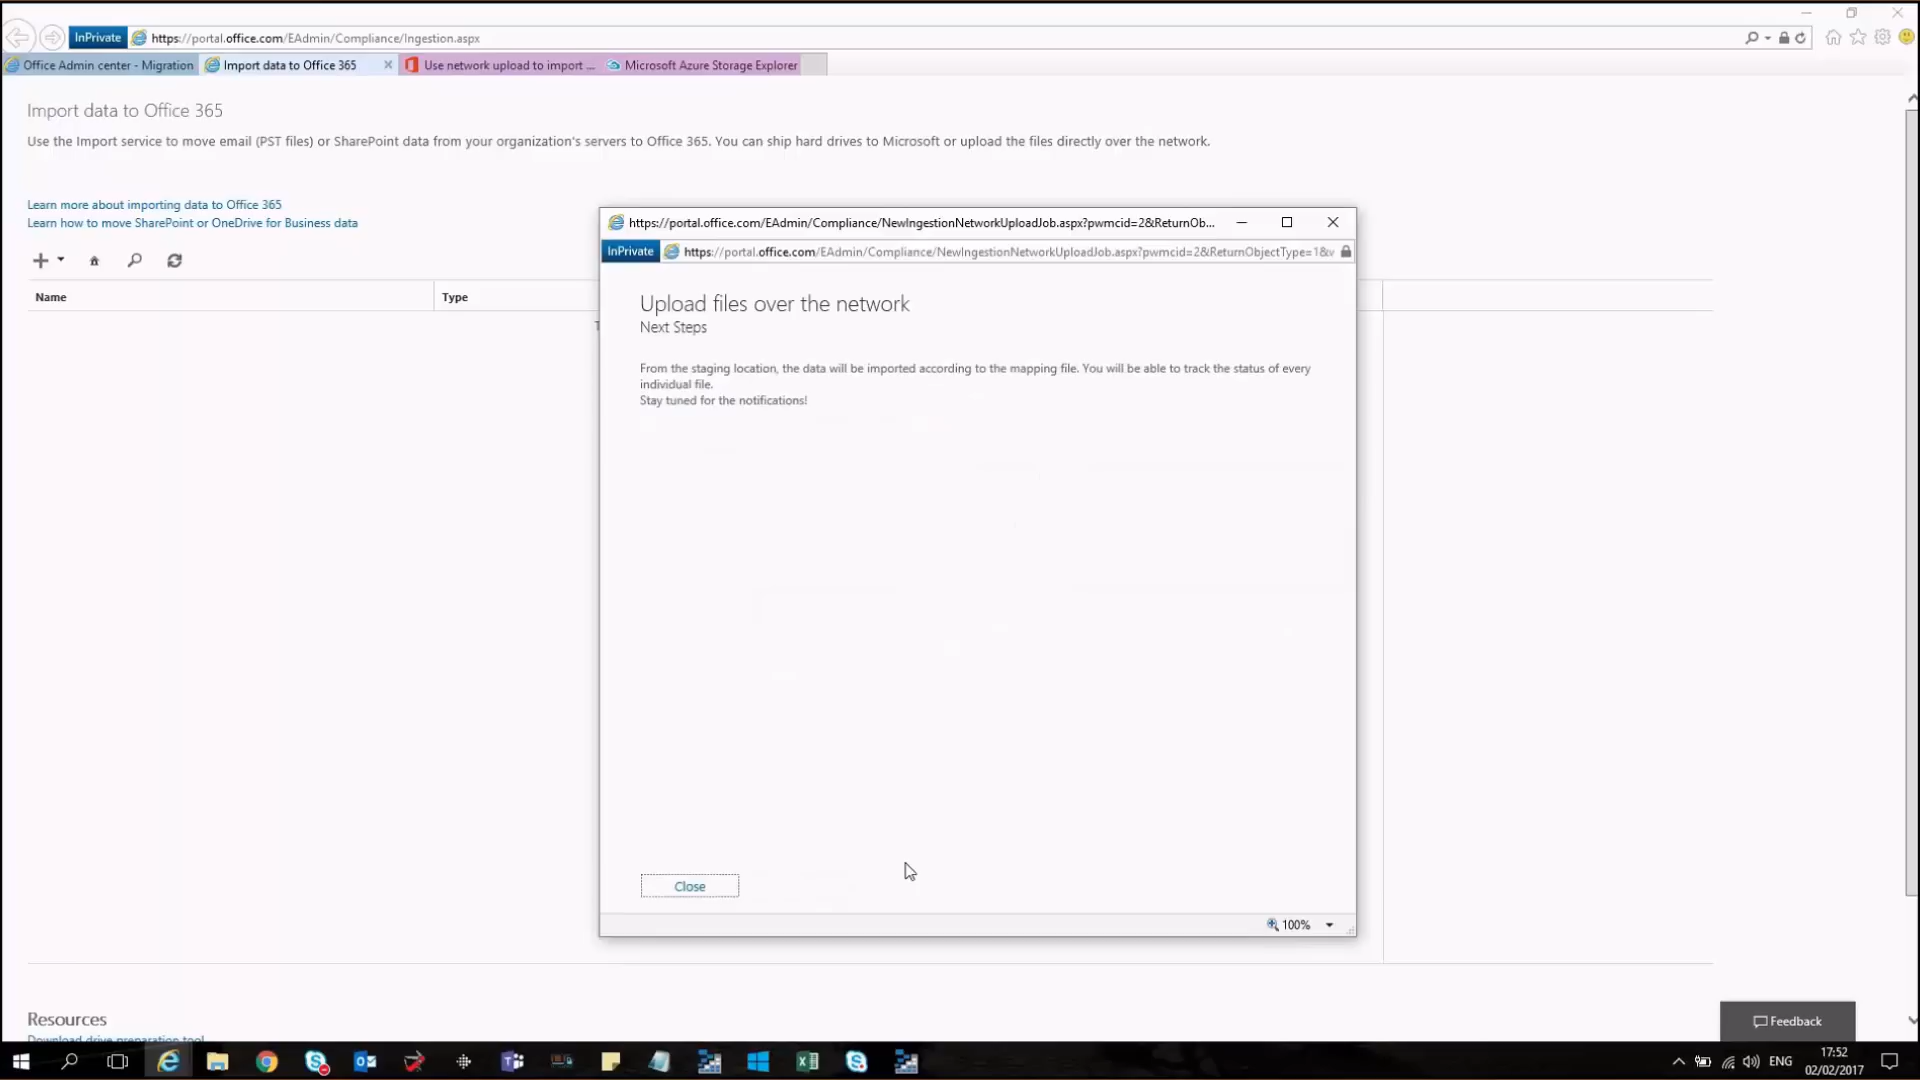 InPrivate https://portal.office.com/EAdmin/Compliance/Ingestion.aspx
Office Admin center - Migration Import data to Office 365 Use network upload to import ... Microsoft Azure Storage Explorer
Import data to Office 365
Use the Import service to move email (PST files) or SharePoint data from your organization's servers to Office 365. You can ship hard drives to Microsoft or upload the files directly over the network.
Learn more about importing data to Office 365
Learn how to move SharePoint or OneDrive for Business data
Name Type
https://portal.office.com/EAdmin/Compliance/NewIngestionNetworkUploadJob.aspx?pwmcid=2&ReturnOb...
InPrivate https://portal.office.com/EAdmin/Compliance/NewIngestionNetworkUploadJob.aspx?pwmcid=2&ReturnObjectType=1&
Upload files over the network
Next Steps
From the staging location, the data will be imported according to the mapping file. You will be able to track the status of every
individual file.
Stay tuned for the notifications!
Close
100%
Resources
Download drive preparation tool
Feedback
ENG
17:52
02/02/2017